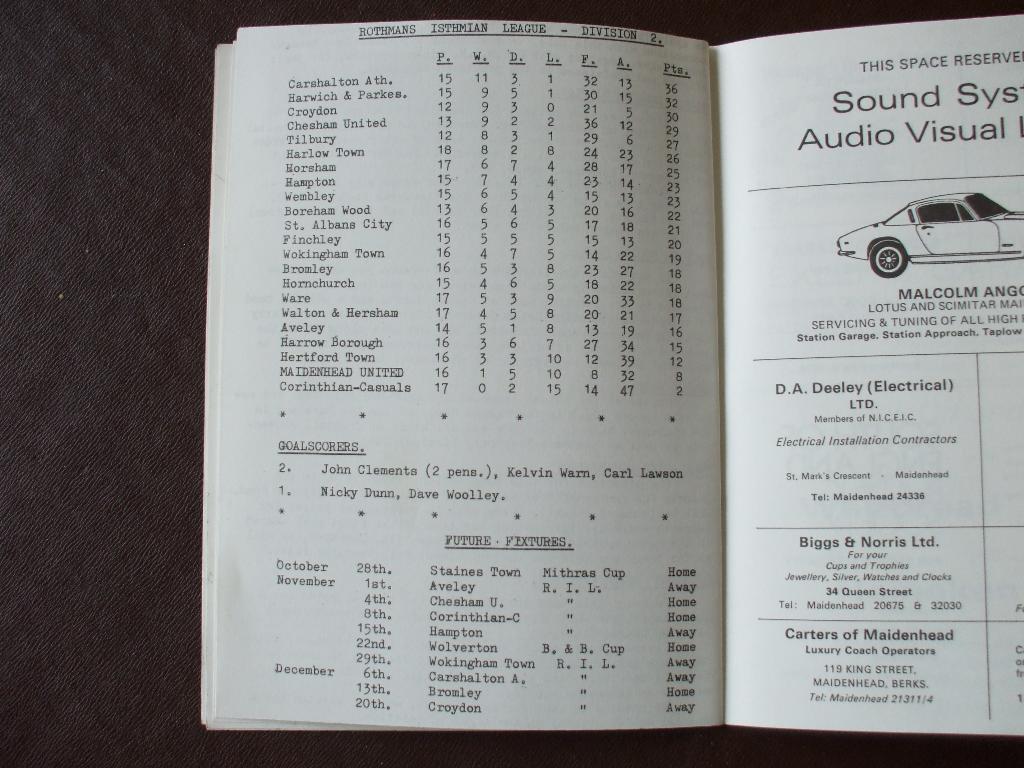 ROTHMANS ISTHMIAN LEAGUE - DIVISION 2.
P. W. D. L. F. A. Pts.
Carshalton Ath. 15 11 3 1 32 13 36
Harwich & Parkes. 15 9 5 1 30 15 32
Croydon 12 9 3 0 21 5 30
Chesham United 13 9 2 2 36 12 29
Tilbury 12 8 3 1 29 6 27
Harlow Town 18 8 2 8 24 23 26
Horsham 17 6 7 4 28 17 25
Hampton 15 7 4 4 23 14 23
Wembley 15 6 5 4 15 13 23
Boreham Wood 13 6 4 3 20 16 22
St. Albans City 16 5 6 5 17 18 21
Finchley 15 5 5 5 15 13 20
Wokingham Town 16 4 7 5 14 22 19
Bromley 16 5 3 8 23 27 18
Hornchurch 15 4 6 5 18 22 18
Ware 17 5 3 9 20 33 18
Walton & Hersham 17 4 5 8 20 21 17
Aveley 14 5 1 8 13 19 16
Harrow Borough 16 3 6 7 27 34 15
Hertford Town 16 3 3 10 12 39 12
MAIDENHEAD UNITED 16 1 5 10 8 32 8
Corinthian-Casuals 17 0 2 15 14 47 2
* * * * * *
GOALSCORERS.
2. John Clements (2 pens.), Kelvin Warn, Carl Lawson
1. Nicky Dunn, Dave Woolley.
* * * * * *
FUTURE FIXTURES.
October 28th. Staines Town Mithras Cup Home
November 1st. Aveley R. I. L. Away
4th. Chesham U. " Home
8th. Corinthian-C " Home
15th. Hampton " Away
22nd. Wolverton B. & B. Cup Home
29th. Wokingham Town R. I. L. Away
December 6th. Carshalton A. " Away
13th. Bromley " Home
20th. Croydon " Away
THIS SPACE RESERVE
Sound Sys
Audio Visual
MALCOLM ANG
LOTUS AND SCIMITAR MAI
SERVICING & TUNING OF ALL HIGH
Station Garage. Station Approach. Taplow
D.A. Deeley (Electrical)
LTD.
Members of N.I.C.E.I.C.
Electrical Installation Contractors
St. Mark's Crescent - Maidenhead
Tel: Maidenhead 24336
Biggs & Norris Ltd.
For your
Cups and Trophies
Jewellery, Silver, Watches and Clocks
34 Queen Street
Tel: Maidenhead 20675 & 32030
Carters of Maidenhead
Luxury Coach Operators
119 KING STREET,
MAIDENHEAD, BERKS.
Tel: Maidenhead 21311/4